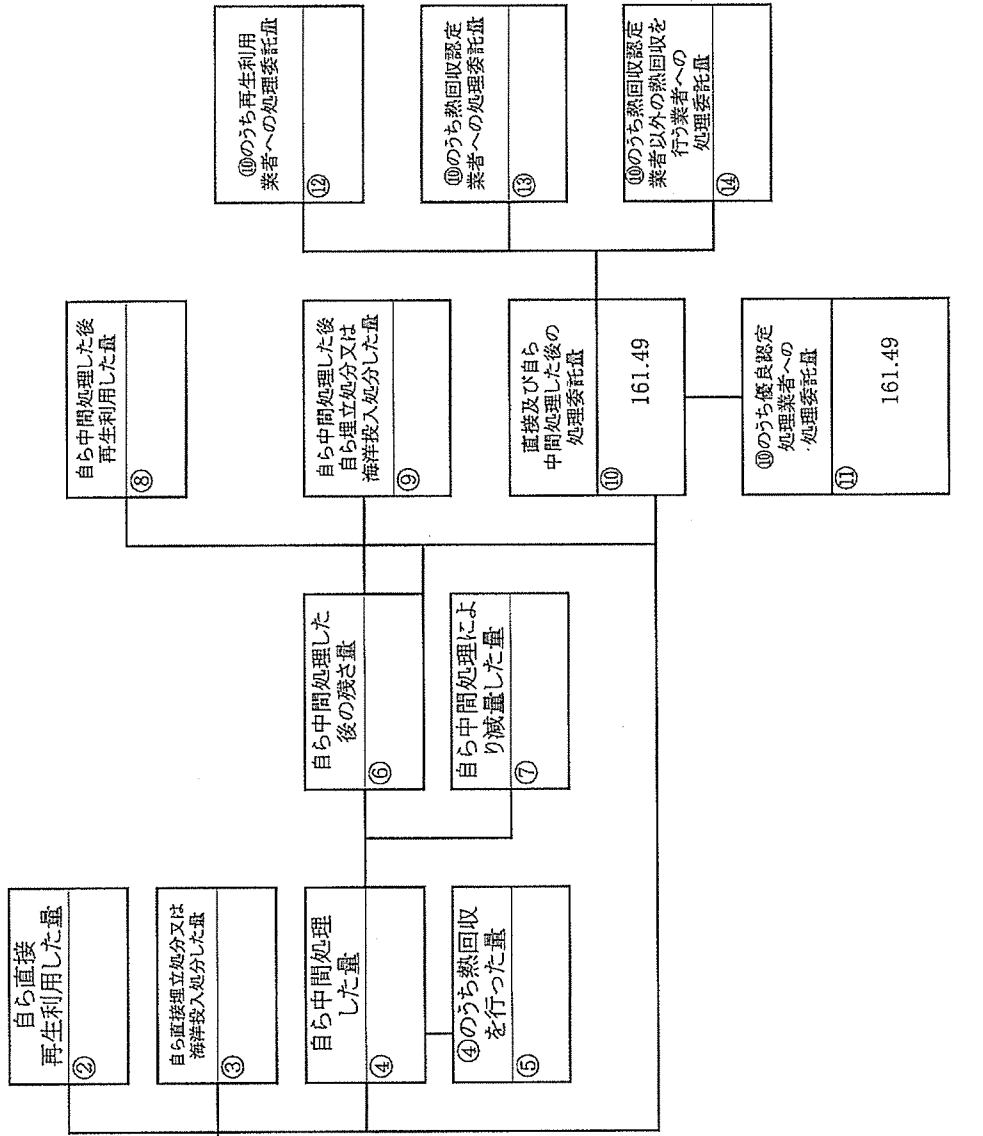 自ら直接
再生利用した量
②
自ら直接埋立処分又は
海洋投入処分した量
③
自ら中間処理
した量
④
④のうち熱回収
を行った量
⑤
自ら中間処理した
後の残さ量
⑥
自ら中間処理によ
り減量した量
⑦
自ら中間処理した後
再生利用した量
⑧
自ら中間処理した後
自ら埋立処分又は
海洋投入処分した量
⑨
直接及び自ら
中間処理した後の
処理委託量
⑩
161.49
⑩のうち優良認定
処理業者への
処理委託量
⑪
161.49
⑩のうち再生利用
業者への処理委託量
⑫
⑩のうち熱回収認定
業者への処理委託量
⑬
⑩のうち熱回収認定
業者以外の熱回収を
行う業者への
処理委託量
⑭